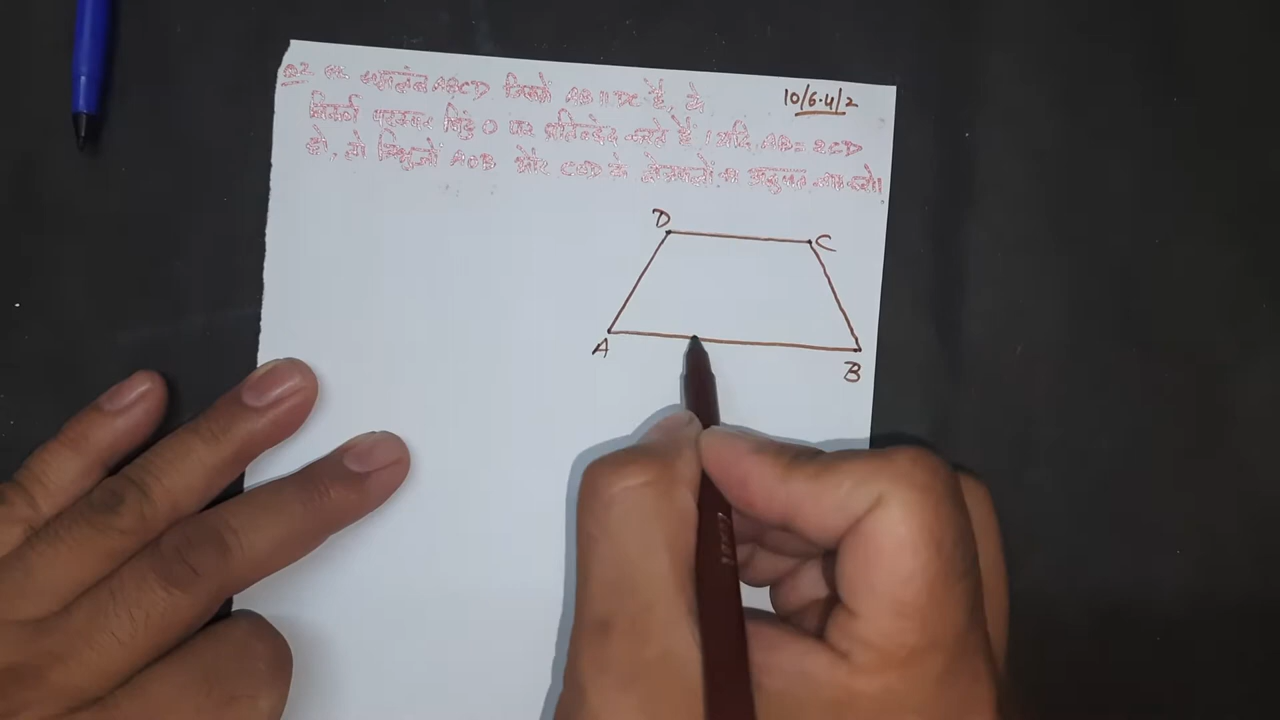 Q2 एक समलंब ABCD जिसमें AB || DC है, के
विकर्ण परस्पर बिंदु O पर प्रतिच्छेद करते हैं। यदि AB = 2CD
हो, तो त्रिभुजों AOB और COD के क्षेत्रफलों का अनुपात ज्ञात करो।
10/6.4/2
D
C
A
B